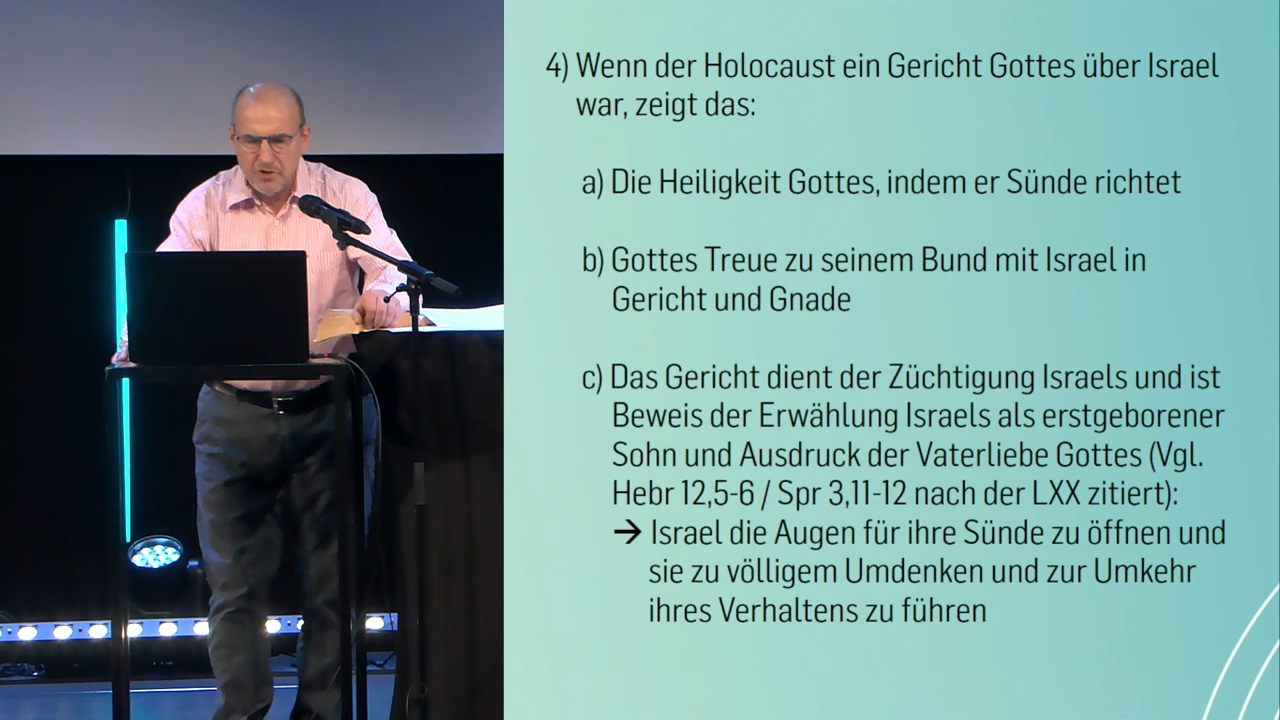 4) Wenn der Holocaust ein Gericht Gottes über Israel
war, zeigt das:
a) Die Heiligkeit Gottes, indem er Sünde richtet
b) Gottes Treue zu seinem Bund mit Israel in
Gericht und Gnade
c) Das Gericht dient der Züchtigung Israels und ist
Beweis der Erwählung Israels als erstgeborener
Sohn und Ausdruck der Vaterliebe Gottes (Vgl.
Hebr 12,5-6 / Spr 3,11-12 nach der LXX zitiert):
→ Israel die Augen für ihre Sünde zu öffnen und
sie zu völligem Umdenken und zur Umkehr
ihres Verhaltens zu führen